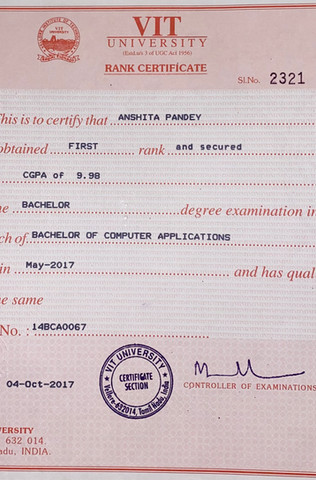 VIT
VIT
UNIVERSITY
(Estd.u/s 3 of UGC Act 1956)
RANK CERTIFICATE
Sl.No. 2321
This is to certify that ANSHITA PANDEY
obtained FIRST rank and secured
CGPA of 9.98
BACHELOR degree examination in
ch of BACHELOR OF COMPUTER APPLICATIONS
in May-2017 and has qual
e same
No. : 14BCA0067
VIT UNIVERSITY
CERTIFICATE
SECTION
Vellore-632014, Tamil Nadu, India
04-Oct-2017
CONTROLLER OF EXAMINATIONS
VERSITY
632 014.
adu, INDIA.